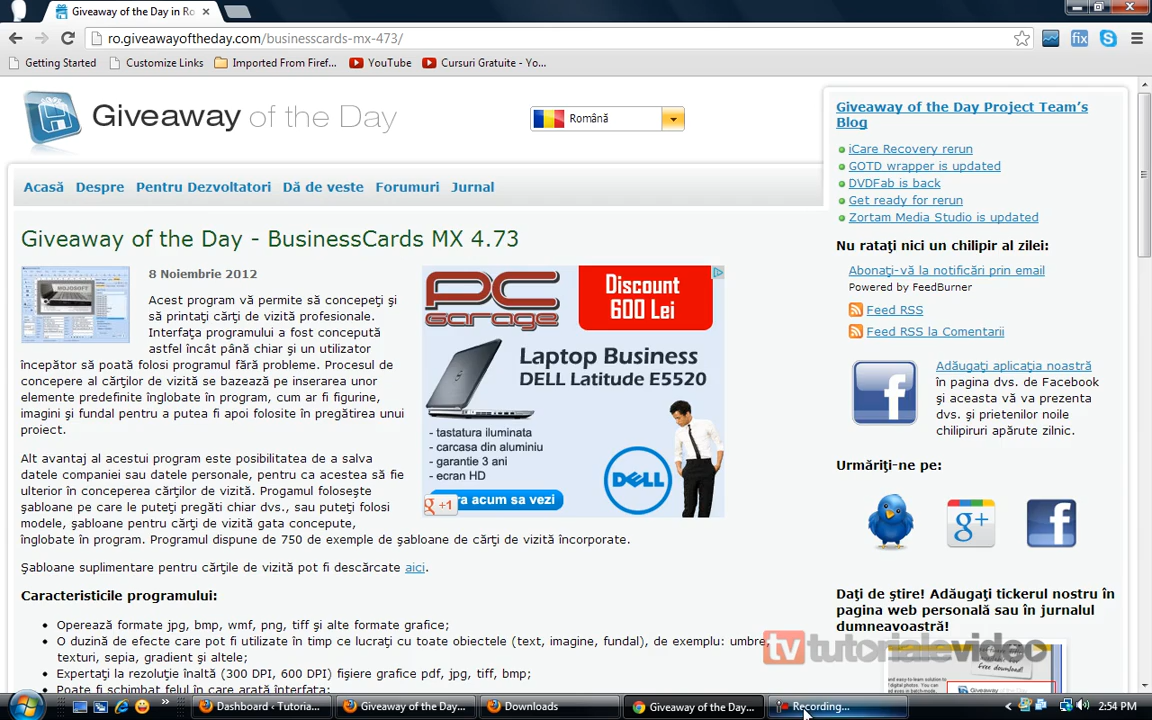 Giveaway of the Day in Ro
ro.giveawayoftheday.com/businesscards-mx-473/
Getting Started
Customize Links
Imported From Firef...
YouTube
Cursuri Gratuite - Yo...
Giveaway of the Day
Română
Acasă Despre Pentru Dezvoltatori Dă de veste Forumuri Jurnal
Giveaway of the Day - BusinessCards MX 4.73
8 Noiembrie 2012
Acest program vă permite să concepeţi şi
să printaţi cărţi de vizită profesionale.
Interfaţa programului a fost concepută
astfel încât până chiar şi un utilizator
începător să poată folosi programul fără probleme. Procesul de
concepere al cărţilor de vizită se bazează pe inserarea unor
elemente predefinite înglobate în program, cum ar fi figurine,
imagini şi fundal pentru a putea fi apoi folosite în pregătirea unui
proiect.
Alt avantaj al acestui program este posibilitatea de a salva
datele companiei sau datele personale, pentru ca acestea să fie
ulterior în conceperea cărţilor de vizită. Progamul foloseşte
şabloane pe care le puteţi pregăti chiar dvs., sau puteţi folosi
modele, şabloane pentru cărţi de vizită gata concepute,
înglobate în program. Programul dispune de 750 de exemple de şabloane de cărţi de vizită încorporate.
Şabloane suplimentare pentru cărţile de vizită pot fi descărcate aici.
Caracteristicile programului:
Operează formate jpg, bmp, wmf, png, tiff şi alte formate grafice;
O duzină de efecte care pot fi utilizate în timp ce lucraţi cu toate obiectele (text, imagine, fundal), de exemplu: umbre,
texturi, sepia, gradient şi altele;
Expertaţi la rezoluţie înaltă (300 DPI, 600 DPI) fişiere grafice pdf, jpg, tiff, bmp;
Poate fi schimbat felul în care arată interfaţa;
MOJOSOFT
PC
garage
Discount
600 Lei
Laptop Business
DELL Latitude E5520
- tastatura iluminata
- carcasa din aluminiu
- garantie 3 ani
- ecran HD
ra acum sa vezi
g +1
DELL
Giveaway of the Day Project Team's
Blog
iCare Recovery rerun
GOTD wrapper is updated
DVDFab is back
Get ready for rerun
Zortam Media Studio is updated
Nu rataţi nici un chilipir al zilei:
Abonaţi-vă la notificări prin email
Powered by FeedBurner
Feed RSS
Feed RSS la Comentarii
Adăugaţi aplicaţia noastră
în pagina dvs. de Facebook
şi aceasta vă va prezenta
dvs. şi prietenilor noile
chilipiruri apărute zilnic.
Urmăriţi-ne pe:
g+
f
Daţi de ştire! Adăugaţi tickerul nostru în
pagina web personală sau în jurnalul
dumneavoastră!
tv tutorialevideo
Free download!
Giveaway of the Day
Dashboard ‹ Tutoria...
Giveaway of the Day...
Downloads
Giveaway of the Day...
Recording...
2:54 PM